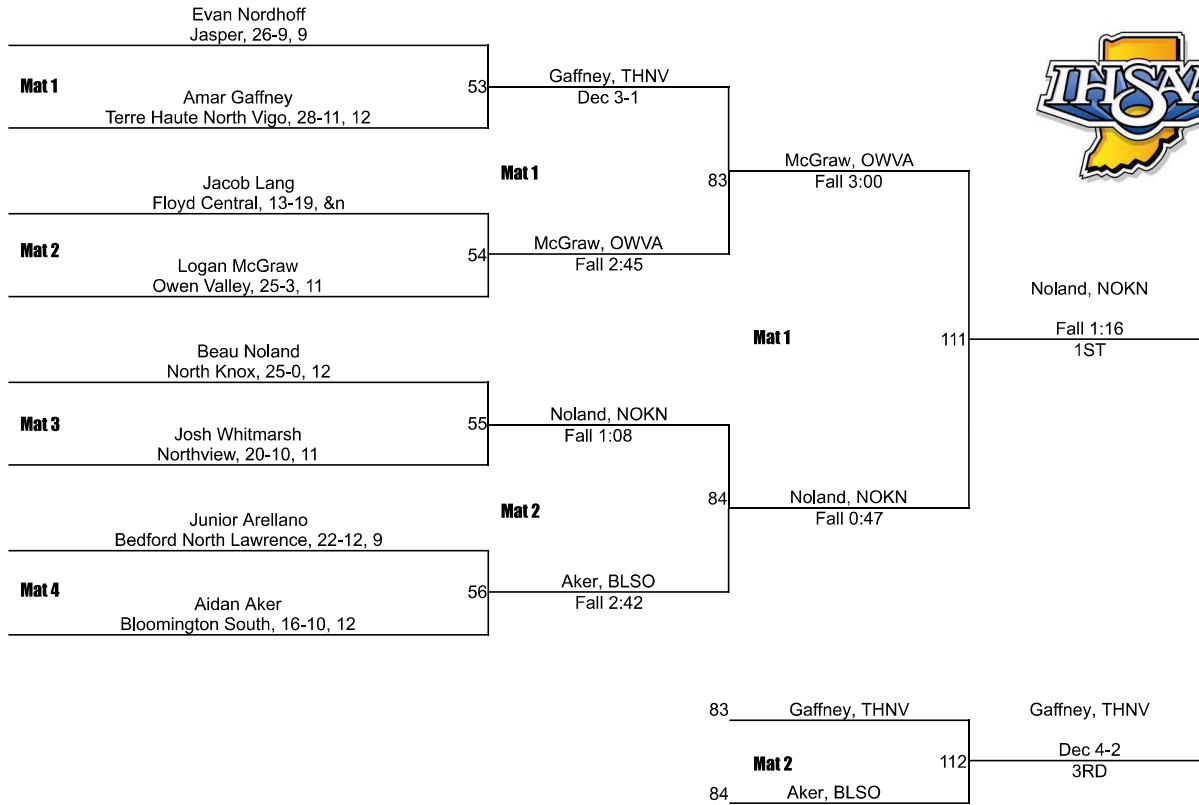 Evan Nordhoff
Jasper, 26-9, 9
Mat 1
Amar Gaffney
Terre Haute North Vigo, 28-11, 12
53
Gaffney, THNV
Dec 3-1
Jacob Lang
Floyd Central, 13-19, &n
Mat 2
Logan McGraw
Owen Valley, 25-3, 11
54
McGraw, OWVA
Fall 2:45
Mat 1
83
McGraw, OWVA
Fall 3:00
Beau Noland
North Knox, 25-0, 12
Mat 3
Josh Whitmarsh
Northview, 20-10, 11
55
Noland, NOKN
Fall 1:08
Junior Arellano
Bedford North Lawrence, 22-12, 9
Mat 4
Aidan Aker
Bloomington South, 16-10, 12
56
Aker, BLSO
Fall 2:42
Mat 2
84
Noland, NOKN
Fall 0:47
Mat 1
111
Noland, NOKN
Fall 1:16
1ST
IHSAA
83
Gaffney, THNV
Mat 2
84
Aker, BLSO
112
Gaffney, THNV
Dec 4-2
3RD